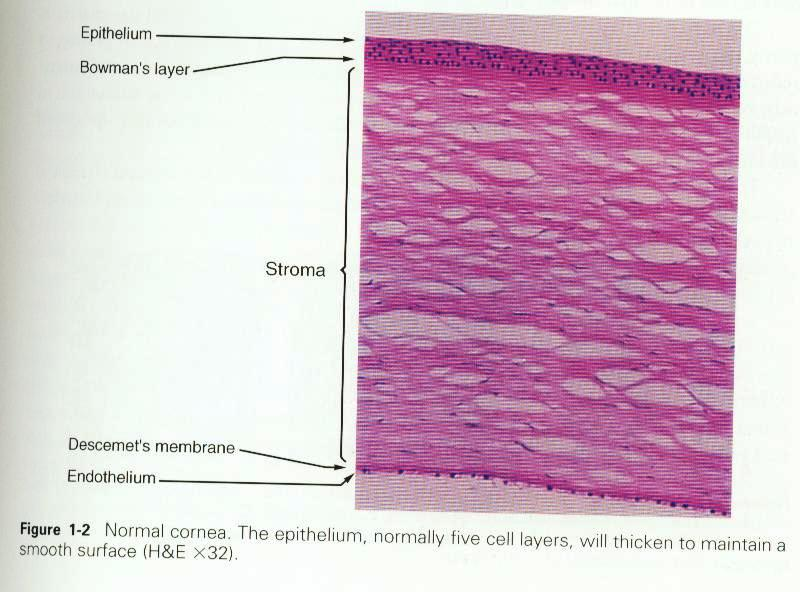 Epithelium
Bowman's layer
Stroma
Descemet's membrane
Endothelium
Figure 1-2 Normal cornea. The epithelium, normally five cell layers, will thicken to maintain a
smooth surface (H&E ×32).